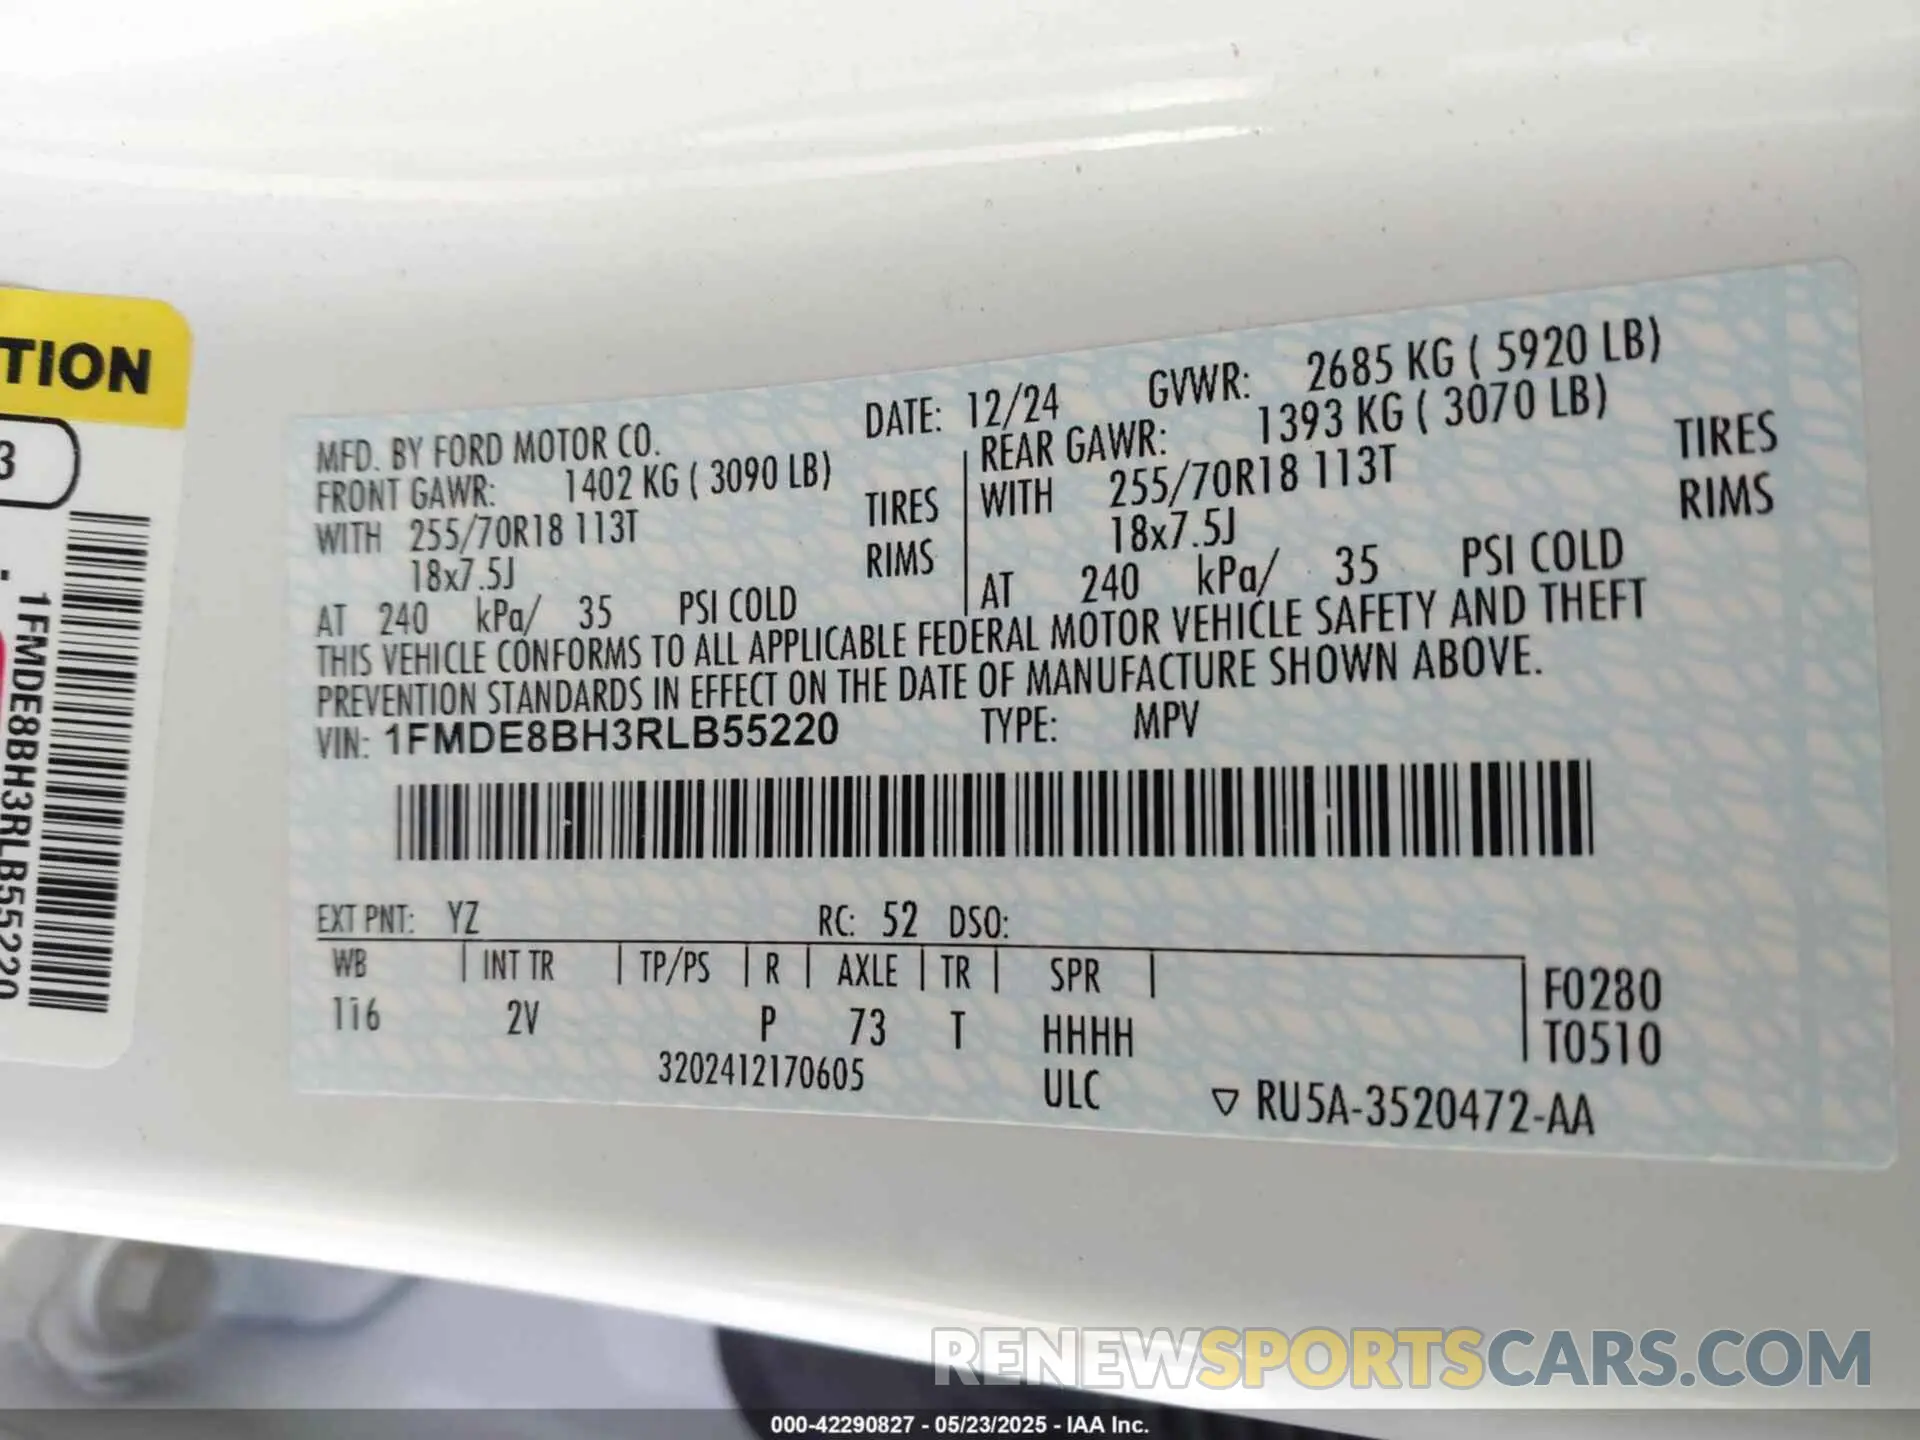 TION
3
1FMDE8BH3RLB55220
MFD. BY FORD MOTOR CO.
DATE: 12/24
GVWR: 2685 KG ( 5920 LB)
FRONT GAWR: 1402 KG ( 3090 LB)
WITH 255/70R18 113T TIRES
18x7.5J RIMS
AT 240 kPa/ 35 PSI COLD
REAR GAWR: 1393 KG ( 3070 LB)
WITH 255/70R18 113T TIRES
18x7.5J RIMS
AT 240 kPa/ 35 PSI COLD
THIS VEHICLE CONFORMS TO ALL APPLICABLE FEDERAL MOTOR VEHICLE SAFETY AND THEFT
PREVENTION STANDARDS IN EFFECT ON THE DATE OF MANUFACTURE SHOWN ABOVE.
VIN: 1FMDE8BH3RLB55220 TYPE: MPV
EXT PNT: YZ RC: 52 DSO:
WB | INT TR | TP/PS | R | AXLE | TR | SPR |
116 2V P 73 T HHHH
F0280
T0510
3202412170605
ULC
▽ RU5A-3520472-AA
RENEWSPORTSCARS.COM
000-42290827 - 05/23/2025 - IAA Inc.